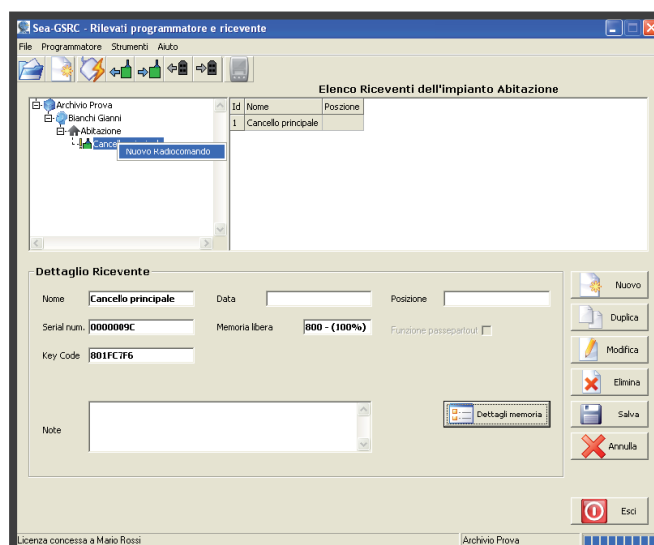 Sea-GSRC - Rilevati programmatore e ricevente
File Programmatore Strumenti Aiuto
Elenco Riceventi dell'impianto Abitazione
Archivio Prova
Bianchi Gianni
Abitazione
Nuovo Radiocomando
Id Nome Poszione
1 Cancello principale
Dettaglio Ricevente
Nome Cancello principale Data Posizione
Serial num. 0000009C Memoria libera 800 - (100%) Funzione passepartout
Key Code 801FC7F6
Note
Dettagli memoria
Nuovo
Duplica
Modifica
Elimina
Salva
Annulla
Esci
Licenza concessa a Mario Rossi Archivio Prova